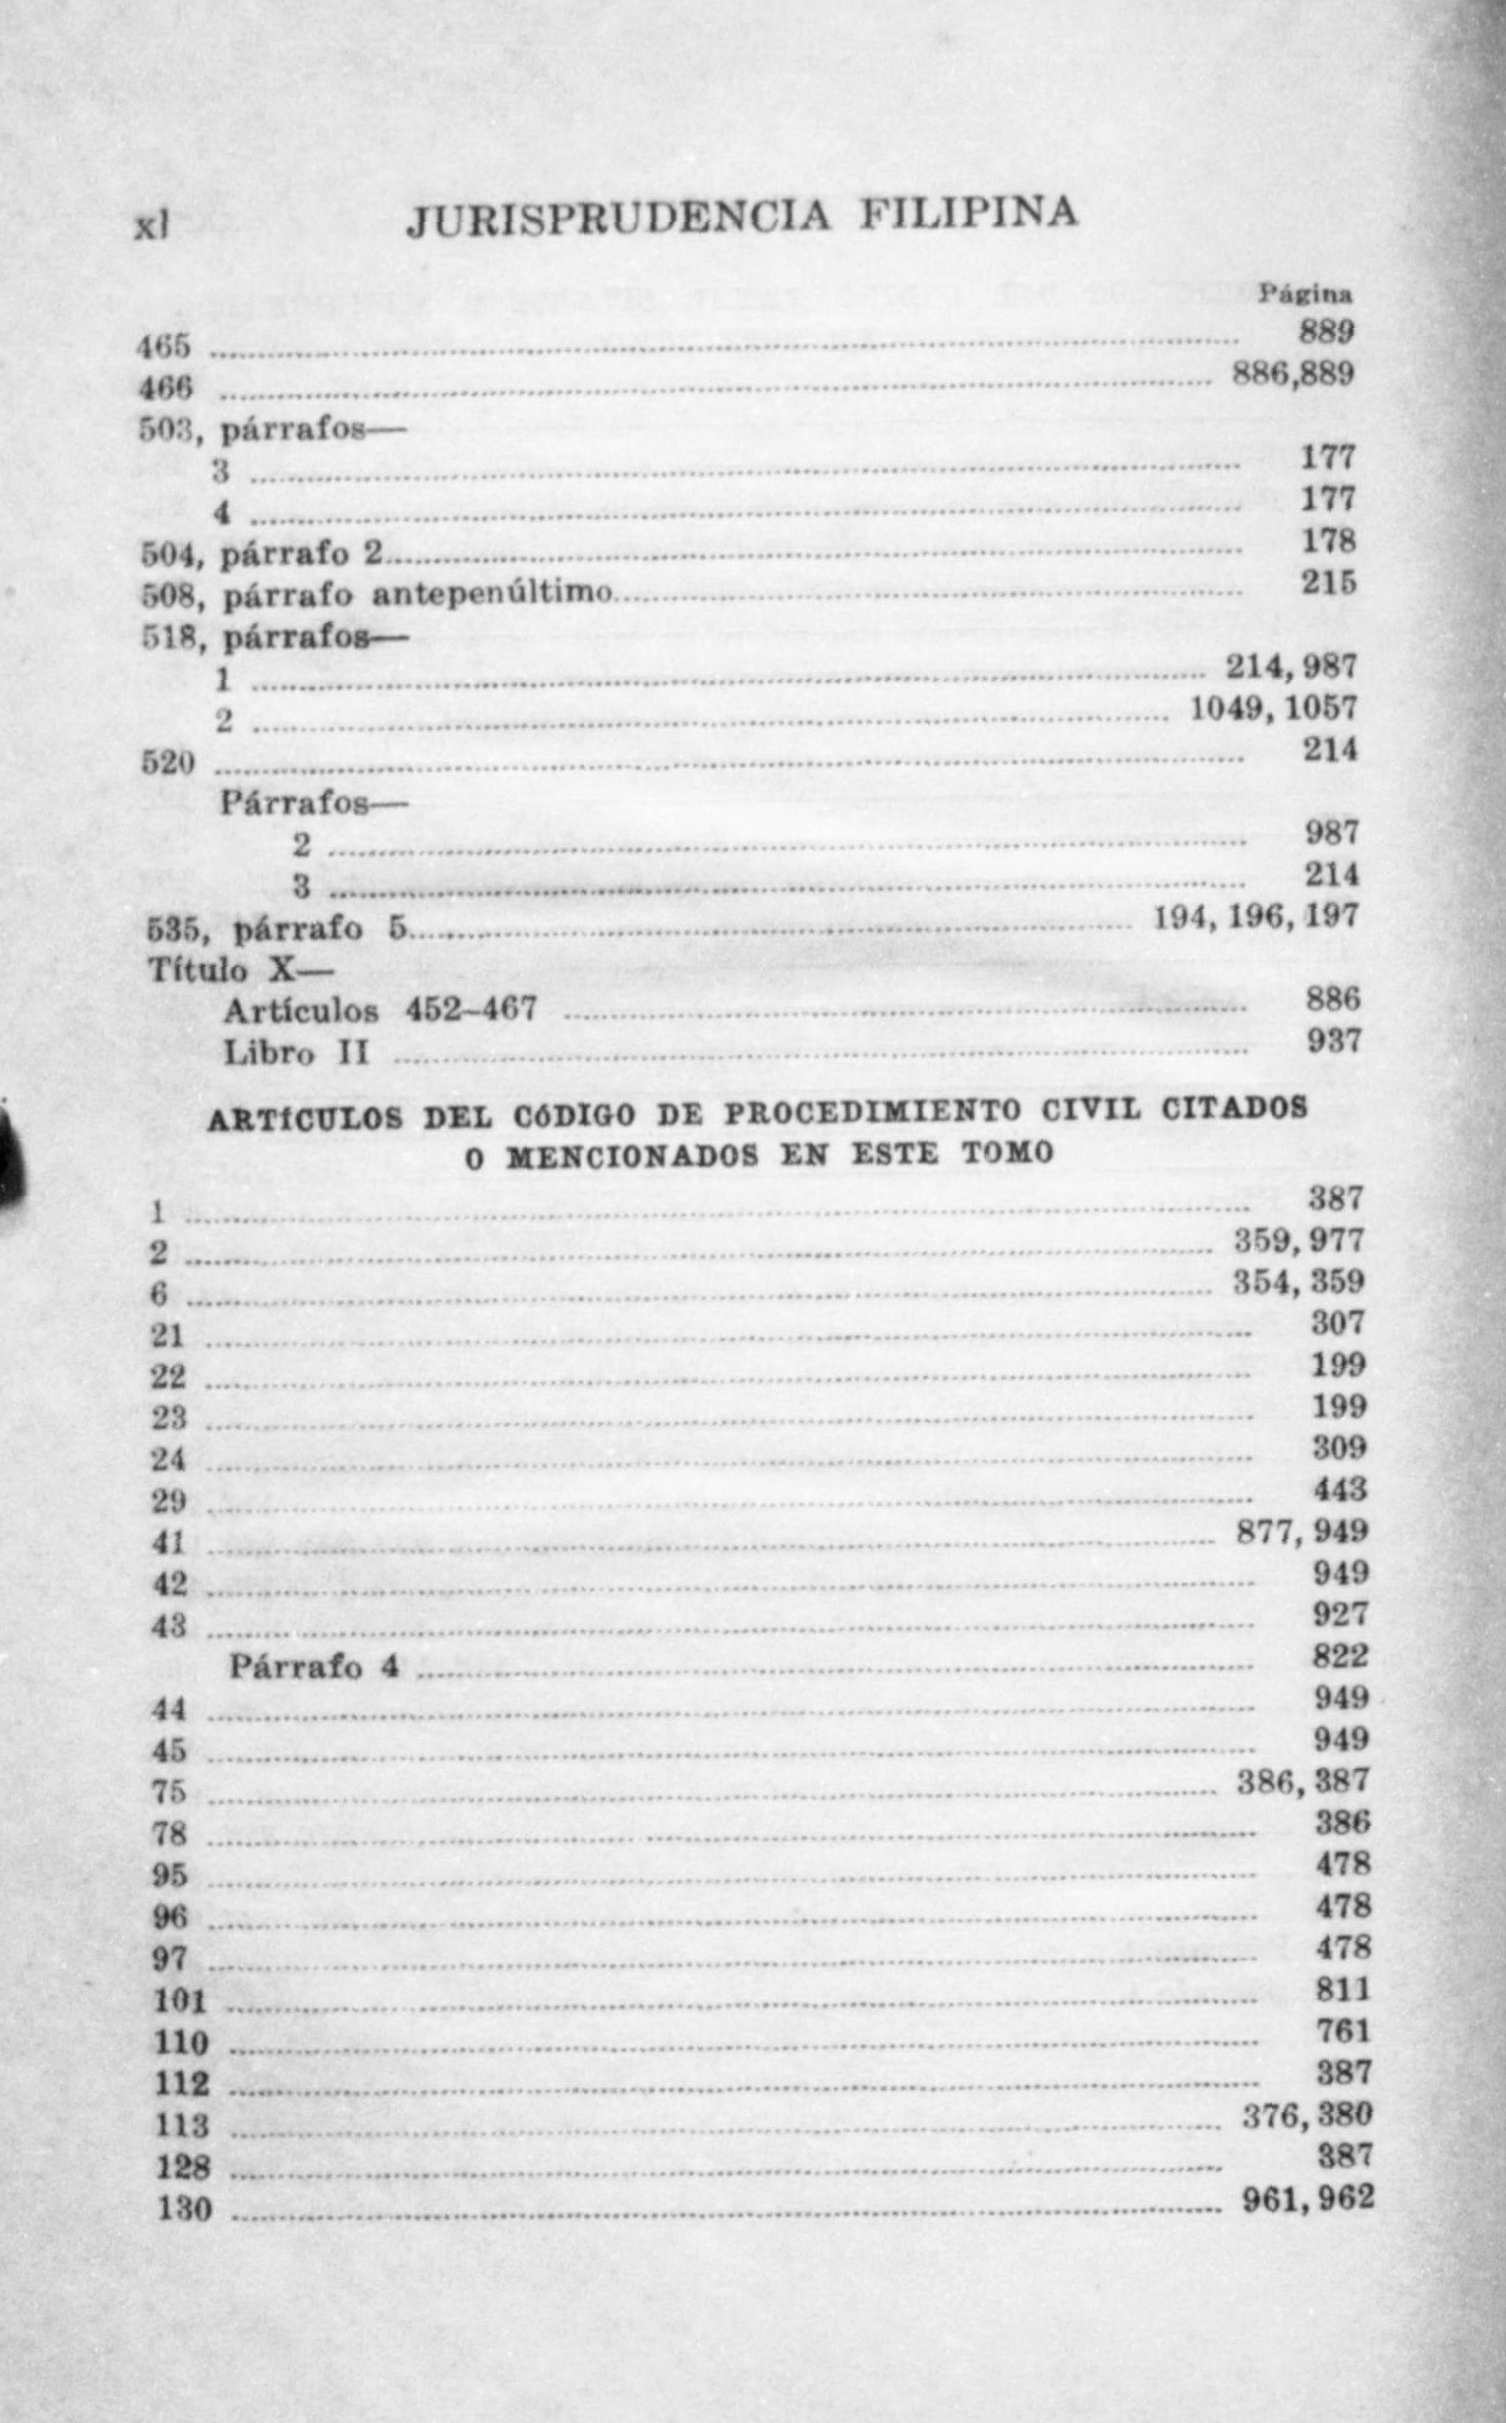 xl JURISPRUDENCIA FILIPINA
Página
465 ........ 889
466 ........ 886,889
503, párrafos—
3 ........ 177
4 ........ 177
504, párrafo 2........ 178
508, párrafo antepenúltimo........ 215
518, párrafos—
1 ........ 214, 987
2 ........ 1049, 1057
520 ........ 214
Párrafos—
2 ........ 987
3 ........ 214
535, párrafo 5........ 194, 196, 197
Título X—
Artículos 452–467 ........ 886
Libro II ........ 937
ARTÍCULOS DEL CÓDIGO DE PROCEDIMIENTO CIVIL CITADOS
O MENCIONADOS EN ESTE TOMO
1 ........ 387
2 ........ 359, 977
6 ........ 354, 359
21 ........ 307
22 ........ 199
23 ........ 199
24 ........ 309
29 ........ 443
41 ........ 877, 949
42 ........ 949
43 ........ 927
Párrafo 4 ........ 822
44 ........ 949
45 ........ 949
75 ........ 386, 387
78 ........ 386
95 ........ 478
96 ........ 478
97 ........ 478
101 ........ 811
110 ........ 761
112 ........ 387
113 ........ 376, 380
128 ........ 387
130 ........ 961, 962